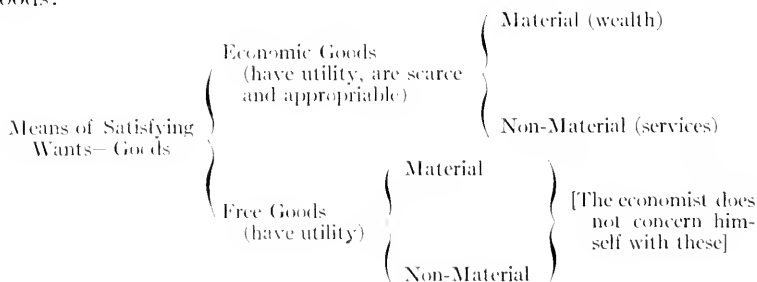 Means of Satisfying
Wants— Goods
Economic Goods
(have utility, are scarce
and appropriable)
Material (wealth)
Non-Material (services)
Free Goods
(have utility)
Material
Non-Material
[The economist does
not concern him-
self with these]